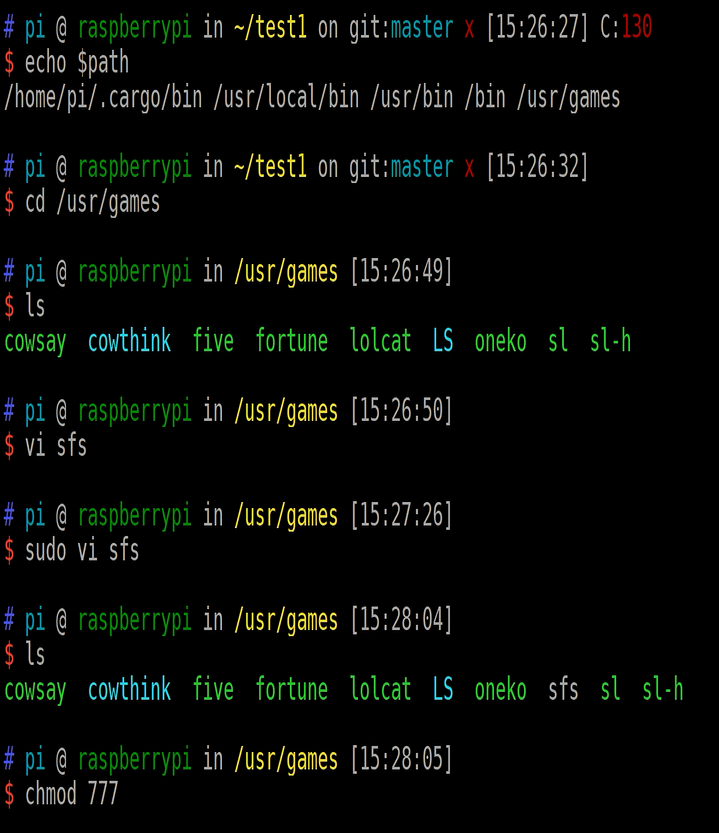 # pi @ raspberrypi in ~/test1 on git:master x [15:26:27] C:130
$ echo $path
/home/pi/.cargo/bin /usr/local/bin /usr/bin /bin /usr/games
# pi @ raspberrypi in ~/test1 on git:master x [15:26:32]
$ cd /usr/games
# pi @ raspberrypi in /usr/games [15:26:49]
$ ls
cowsay cowthink five fortune lolcat LS oneko sl sl-h
# pi @ raspberrypi in /usr/games [15:26:50]
$ vi sfs
# pi @ raspberrypi in /usr/games [15:27:26]
$ sudo vi sfs
# pi @ raspberrypi in /usr/games [15:28:04]
$ ls
cowsay cowthink five fortune lolcat LS oneko sfs sl sl-h
# pi @ raspberrypi in /usr/games [15:28:05]
$ chmod 777